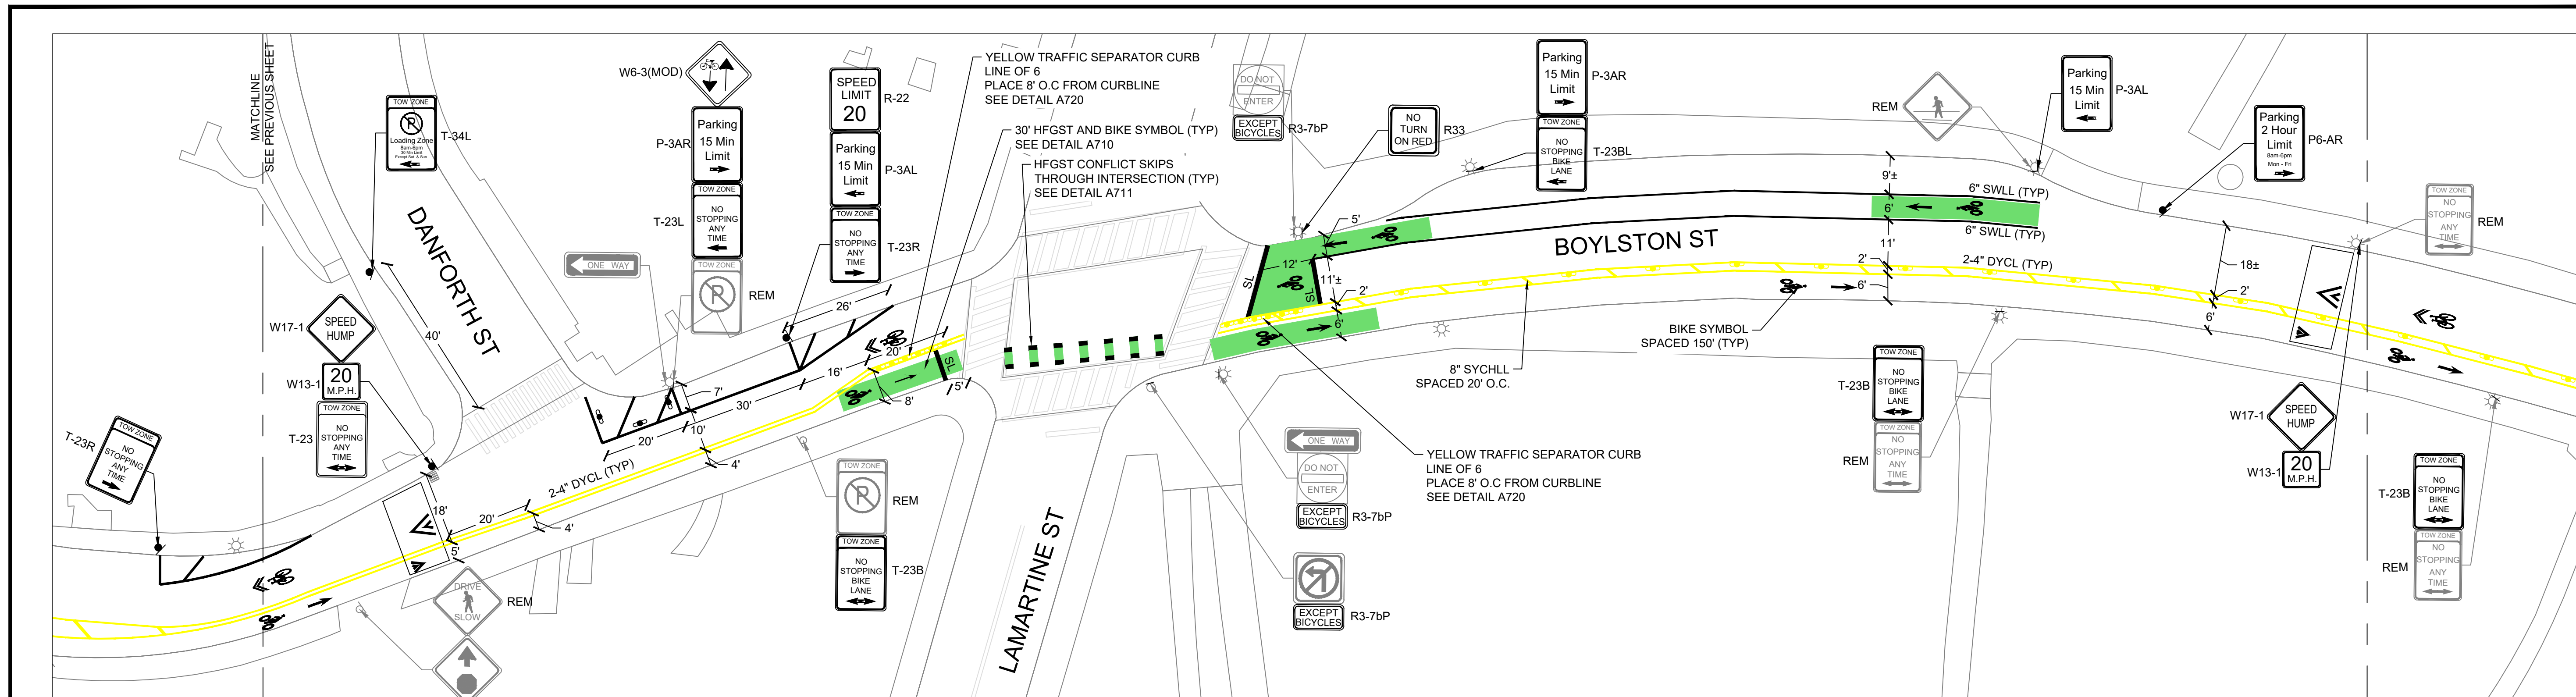 MATCHLINE
SEE PREVIOUS SHEET
TOW ZONE
P
Loading Zone
8am-6pm
30 Min Limit
Except Sat. & Sun.
T-34L
DANFORTH ST
40'
W17-1
SPEED
HUMP
W13-1
20
M.P.H.
T-23
TOW ZONE
NO
STOPPING
ANY
TIME
T-23R
TOW ZONE
NO
STOPPING
ANY
TIME
18'
5'
20'
4'
2-4" DYCL (TYP)
DRIVE
SLOW
REM
W6-3(MOD)
P-3AR
Parking
15 Min
Limit
T-23L
TOW ZONE
NO
STOPPING
ANY
TIME
TOW ZONE
P
REM
ONE WAY
SPEED
LIMIT
20
R-22
Parking
15 Min
Limit
P-3AL
TOW ZONE
NO
STOPPING
ANY
TIME
T-23R
26'
20'
16'
30'
7'
20'
10'
4'
8'
5'
SL
YELLOW TRAFFIC SEPARATOR CURB
LINE OF 6
PLACE 8' O.C FROM CURBLINE
SEE DETAIL A720
30' HFGST AND BIKE SYMBOL (TYP)
SEE DETAIL A710
HFGST CONFLICT SKIPS
THROUGH INTERSECTION (TYP)
SEE DETAIL A711
TOW ZONE
P
REM
TOW ZONE
NO
STOPPING
BIKE
LANE
T-23B
LAMARTINE ST
DO NOT
ENTER
EXCEPT
BICYCLES
R3-7bP
NO
TURN
ON RED
R33
Parking
15 Min
Limit
P-3AR
TOW ZONE
NO
STOPPING
BIKE
LANE
T-23BL
SL
12'
SL
5'
11'±
2'
6'
BOYLSTON ST
8" SYCHLL
SPACED 20' O.C.
BIKE SYMBOL
SPACED 150' (TYP)
YELLOW TRAFFIC SEPARATOR CURB
LINE OF 6
PLACE 8' O.C FROM CURBLINE
SEE DETAIL A720
ONE WAY
DO NOT
ENTER
EXCEPT
BICYCLES
R3-7bP
EXCEPT
BICYCLES
R3-7bP
9'±
6'
11'
2'
6'
6" SWLL (TYP)
6" SWLL (TYP)
2-4" DYCL (TYP)
REM
Parking
15 Min
Limit
P-3AL
Parking
2 Hour
Limit
8am-6pm
Mon - Fri
P6-AR
TOW ZONE
NO
STOPPING
ANY
TIME
REM
18±
2'
6'
T-23B
TOW ZONE
NO
STOPPING
BIKE
LANE
TOW ZONE
NO
STOPPING
ANY
TIME
REM
W17-1
SPEED
HUMP
W13-1
20
M.P.H.
T-23B
TOW ZONE
NO
STOPPING
BIKE
LANE
TOW ZONE
NO
STOPPING
ANY
TIME
REM